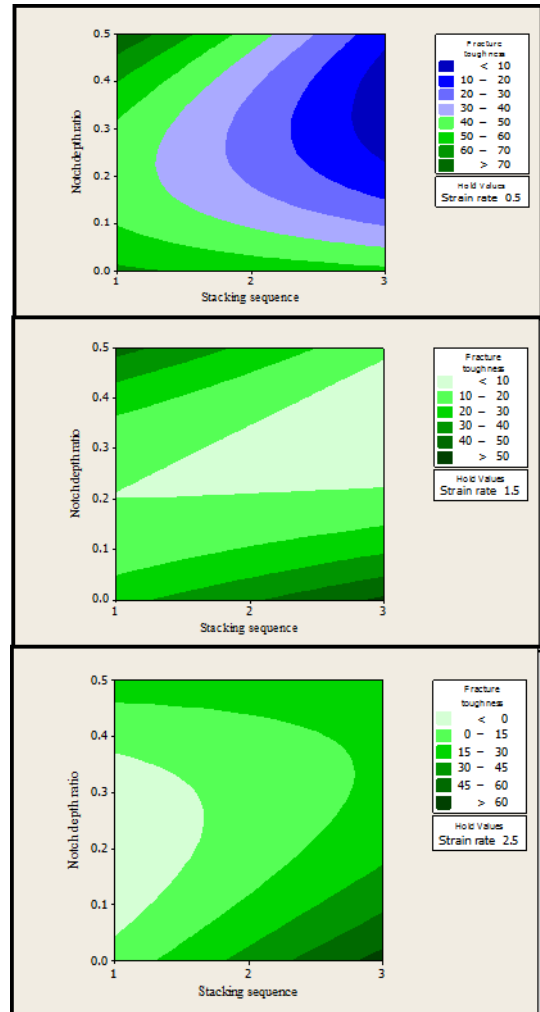 Fracture
toughness
< 10
10 – 20
20 – 30
30 – 40
40 – 50
50 – 60
60 – 70
> 70
Hold Values
Strain rate 0.5
Notch depth ratio
0.5
0.4
0.3
0.2
0.1
0.0
1 2 3
Stacking sequence
Fracture
toughness
< 10
10 – 20
20 – 30
30 – 40
40 – 50
> 50
Hold Values
Strain rate 1.5
Notch depth ratio
0.5
0.4
0.3
0.2
0.1
0.0
1 2 3
Stacking sequence
Fracture
toughness
< 0
0 – 15
15 – 30
30 – 45
45 – 60
> 60
Hold Values
Strain rate 2.5
Notch depth ratio
0.5
0.4
0.3
0.2
0.1
0.0
1 2 3
Stacking sequence